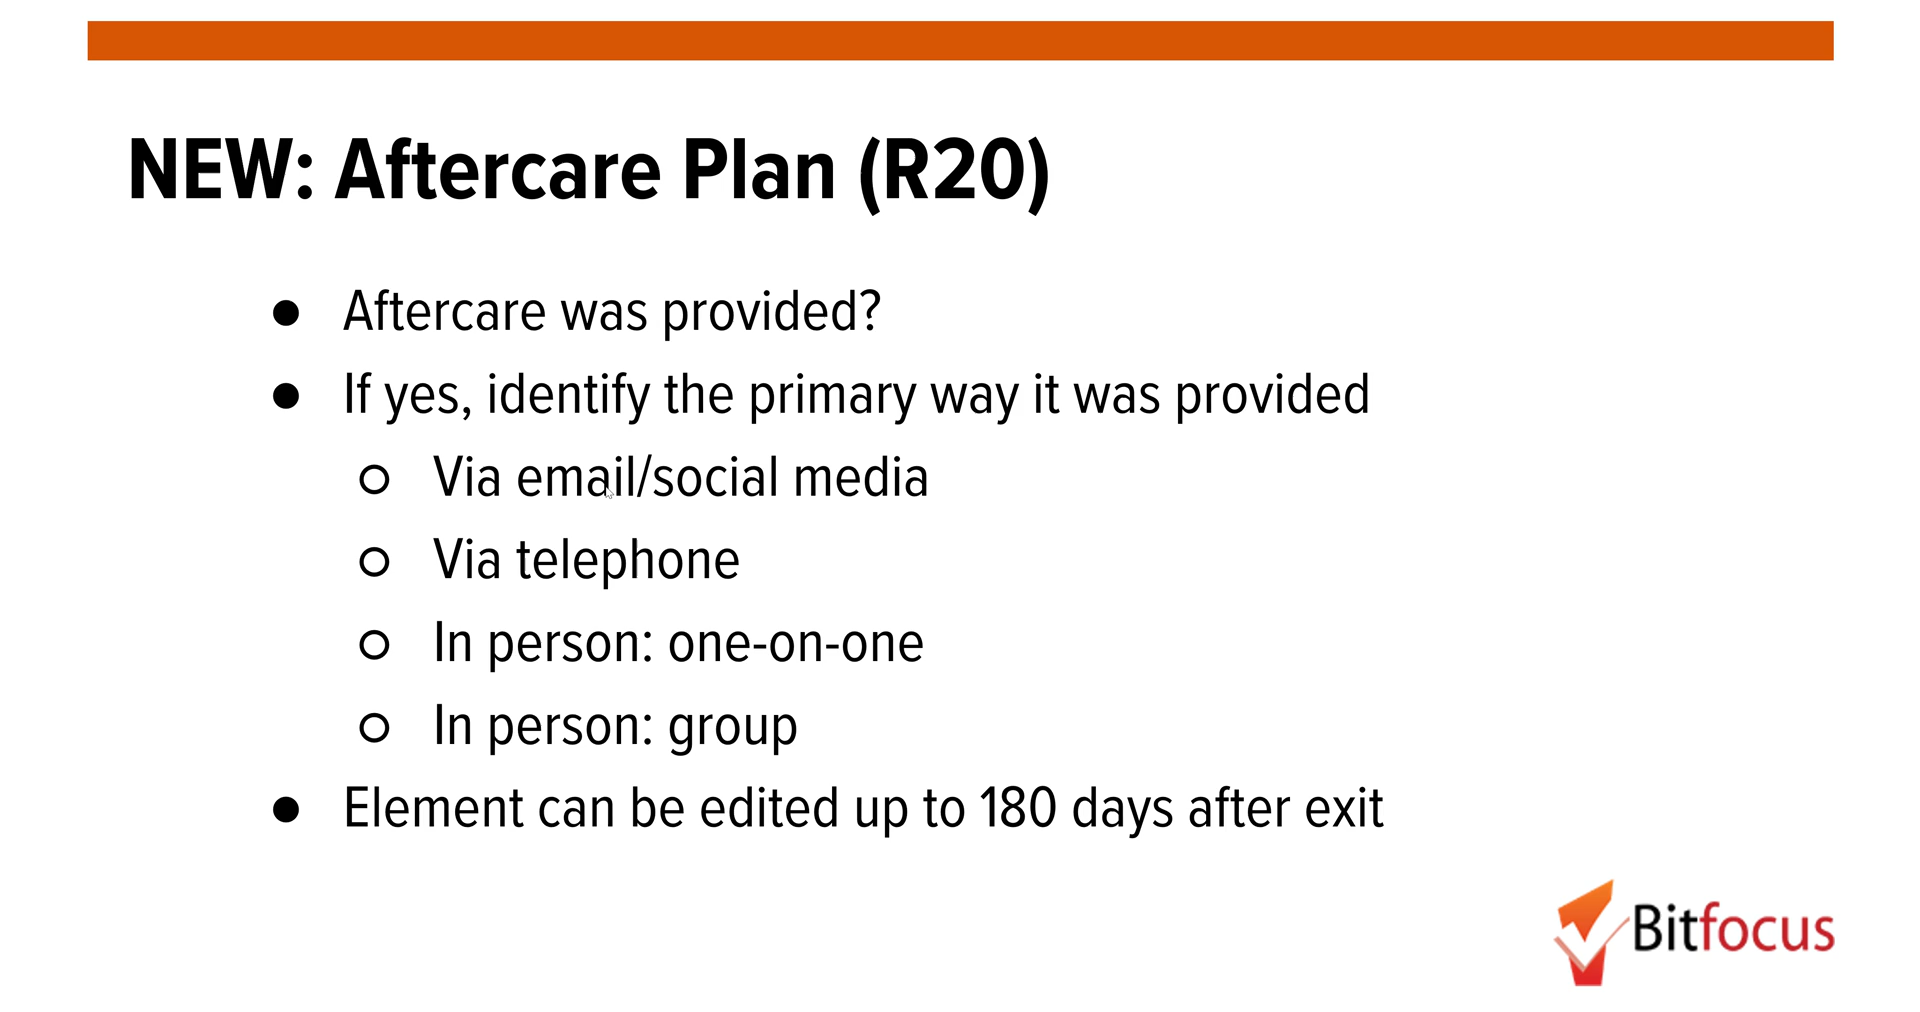 NEW: Aftercare Plan (R20)
● Aftercare was provided?
● If yes, identify the primary way it was provided
○ Via email/social media
○ Via telephone
○ In person: one-on-one
○ In person: group
● Element can be edited up to 180 days after exit
Bitfocus